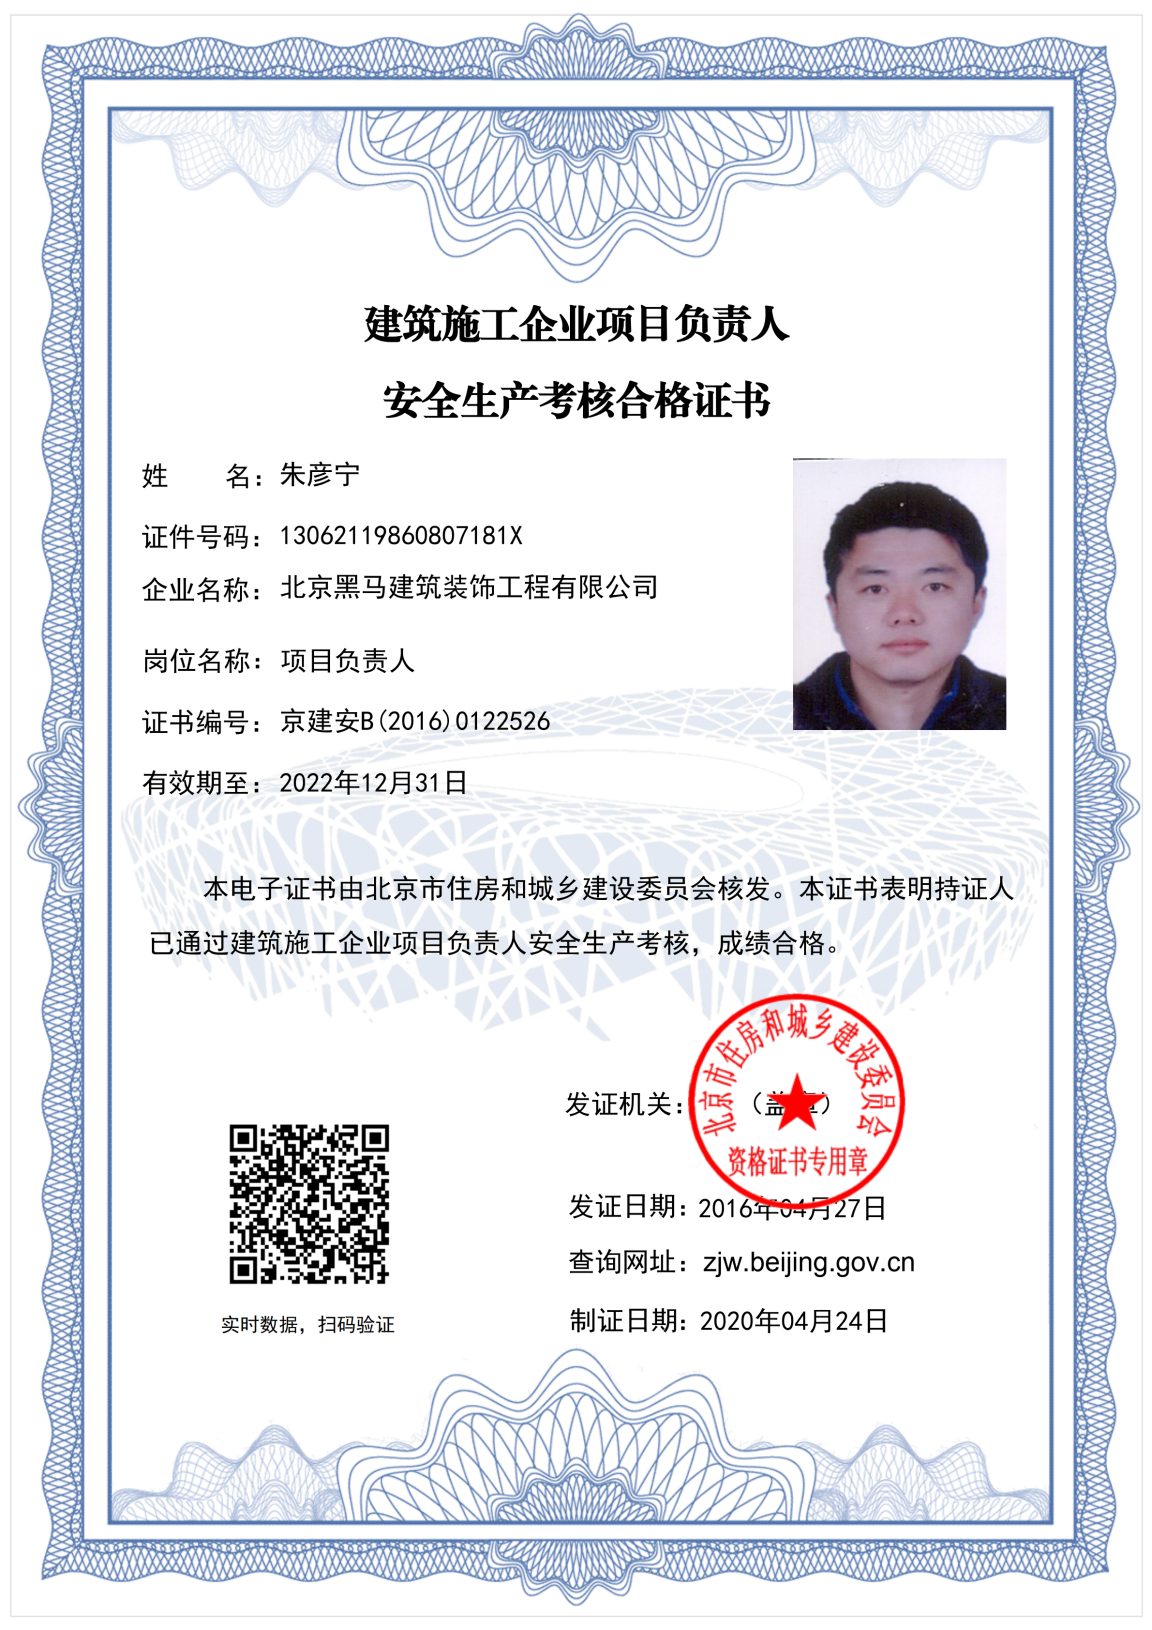 建筑施工企业项目负责人
安全生产考核合格证书
姓 名：朱彦宁
证件号码：13062119860807181X
企业名称：北京黑马建筑装饰工程有限公司
岗位名称：项目负责人
证书编号：京建安B(2016)0122526
有效期至：2022年12月31日
本电子证书由北京市住房和城乡建设委员会核发。本证书表明持证人
已通过建筑施工企业项目负责人安全生产考核，成绩合格。
北京市住房和城乡建设委员会
发证机关：（盖章）
资格证书专用章
发证日期：2016年04月27日
查询网址：zjw.beijing.gov.cn
实时数据，扫码验证
制证日期：2020年04月24日